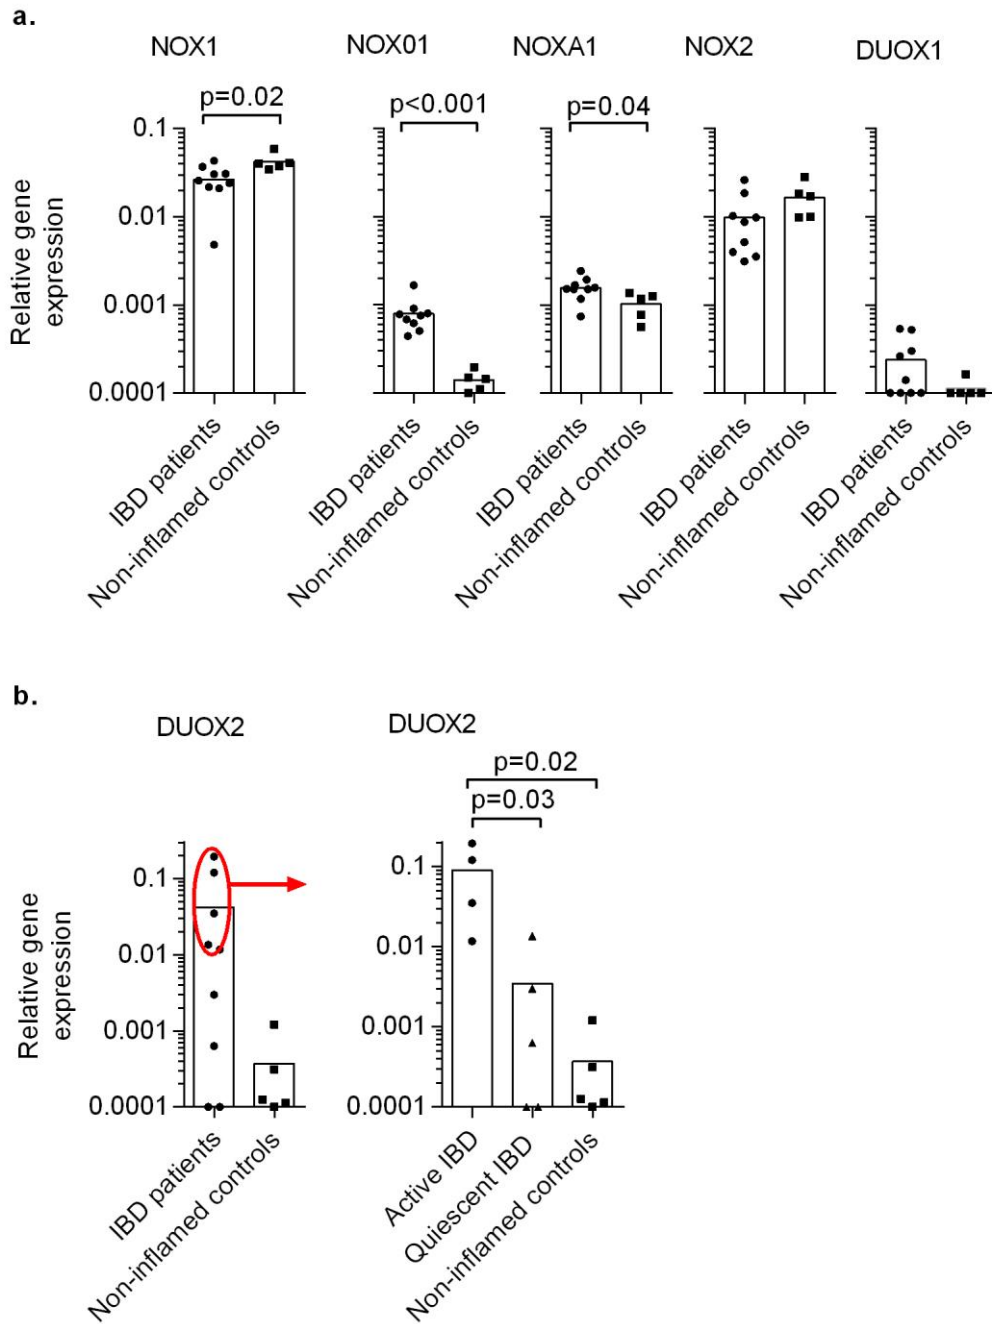 a.
NOX1
NOX01
NOXA1
NOX2
DUOX1
p=0.02
p<0.001
p=0.04
Relative gene
expression
0.1
0.01
0.001
0.0001
IBD patients
Non-inflamed controls
IBD patients
Non-inflamed controls
IBD patients
Non-inflamed controls
IBD patients
Non-inflamed controls
IBD patients
Non-inflamed controls
b.
DUOX2
DUOX2
p=0.02
p=0.03
Relative gene
expression
0.1
0.01
0.001
0.0001
0.1
0.01
0.001
0.0001
IBD patients
Non-inflamed controls
Active IBD
Quiescent IBD
Non-inflamed controls